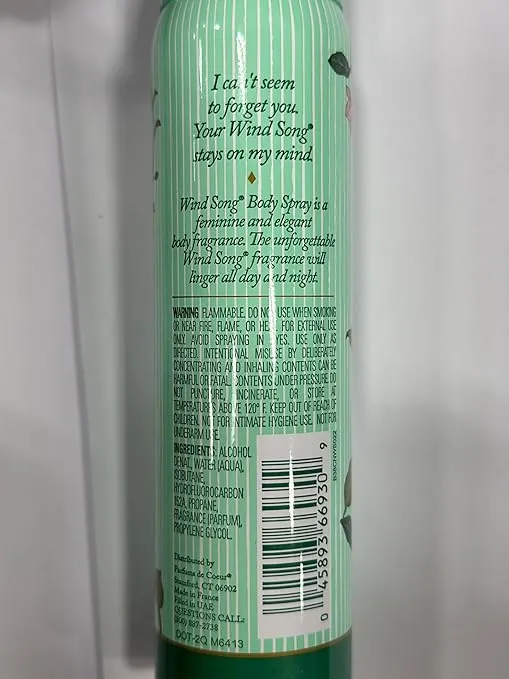 I can't seem
to forget you.
Your Wind Song®
stays on my mind.
Wind Song® Body Spray is a
feminine and elegant
body fragrance. The unforgettable
Wind Song® fragrance will
linger all day and night.
WARNING FLAMMABLE. DO NOT USE WHEN SMOKING
OR NEAR FIRE, FLAME, OR HEAT. FOR EXTERNAL USE
ONLY. AVOID SPRAYING IN EYES. USE ONLY AS
DIRECTED. INTENTIONAL MISUSE BY DELIBERATELY
CONCENTRATING AND INHALING CONTENTS CAN BE
HARMFUL OR FATAL. CONTENTS UNDER PRESSURE. DO
NOT PUNCTURE, INCINERATE, OR STORE AT
TEMPERATURES ABOVE 120° F. KEEP OUT OF REACH OF
CHILDREN. NOT FOR INTIMATE HYGIENE USE. NOT FOR
UNDERARM USE.
INGREDIENTS: ALCOHOL
DENAT., WATER (AQUA),
ISOBUTANE,
HYDROFLUOROCARBON
152A, PROPANE,
FRAGRANCE (PARFUM),
PROPYLENE GLYCOL.
Distributed by
Parfums de Coeur®
Stamford, CT 06902
Made in France
Filled in UAE
QUESTIONS CALL:
(800) 887-2738
DOT-2Q M6413
0 45893 66930 9